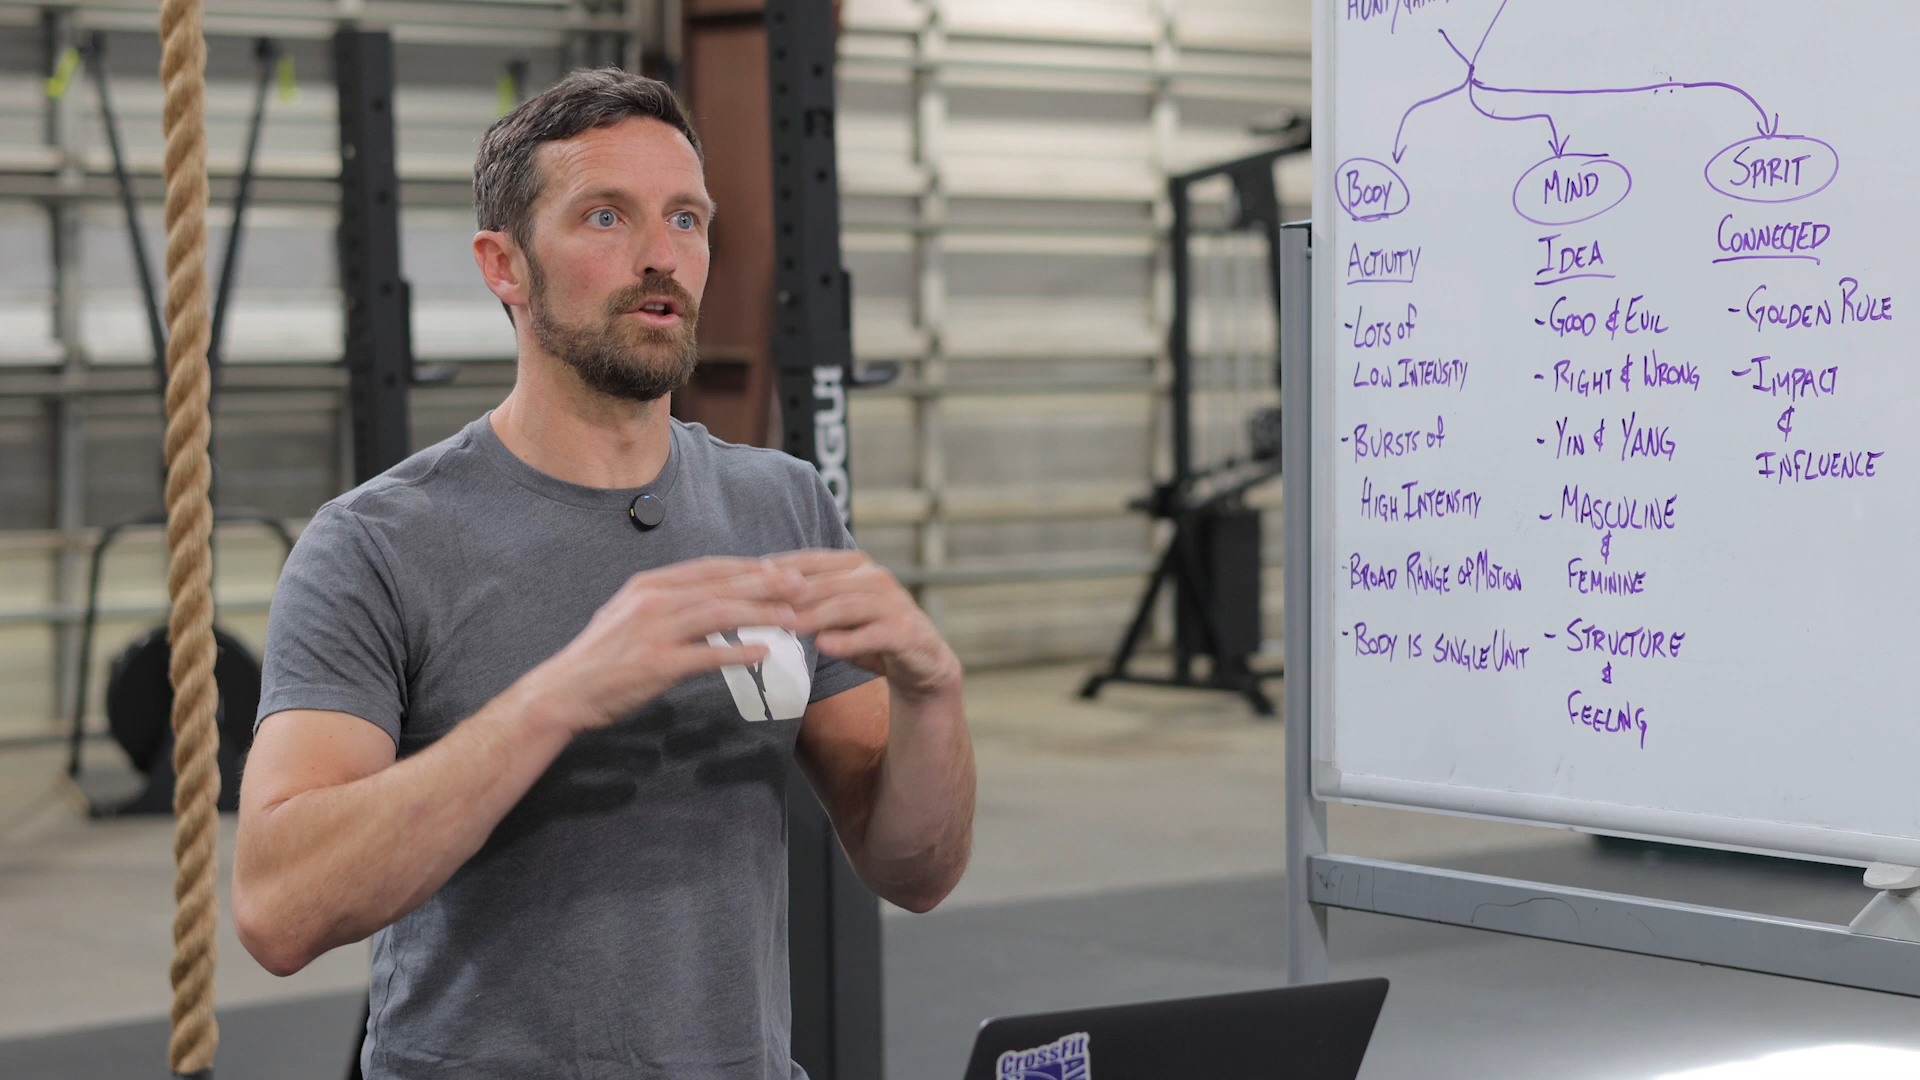 BODY
ACTIVITY
-LOTS OF
LOW INTENSITY
-BURSTS OF
HIGH INTENSITY
-BROAD RANGE OF MOTION
-BODY IS SINGLE UNIT
MIND
IDEA
-GOOD & EVIL
-RIGHT & WRONG
-YIN & YANG
-MASCULINE
&
FEMININE
-STRUCTURE
&
FEELING
SPIRIT
CONNECTED
-GOLDEN RULE
-IMPACT
&
INFLUENCE
ROGUE
CrossFit